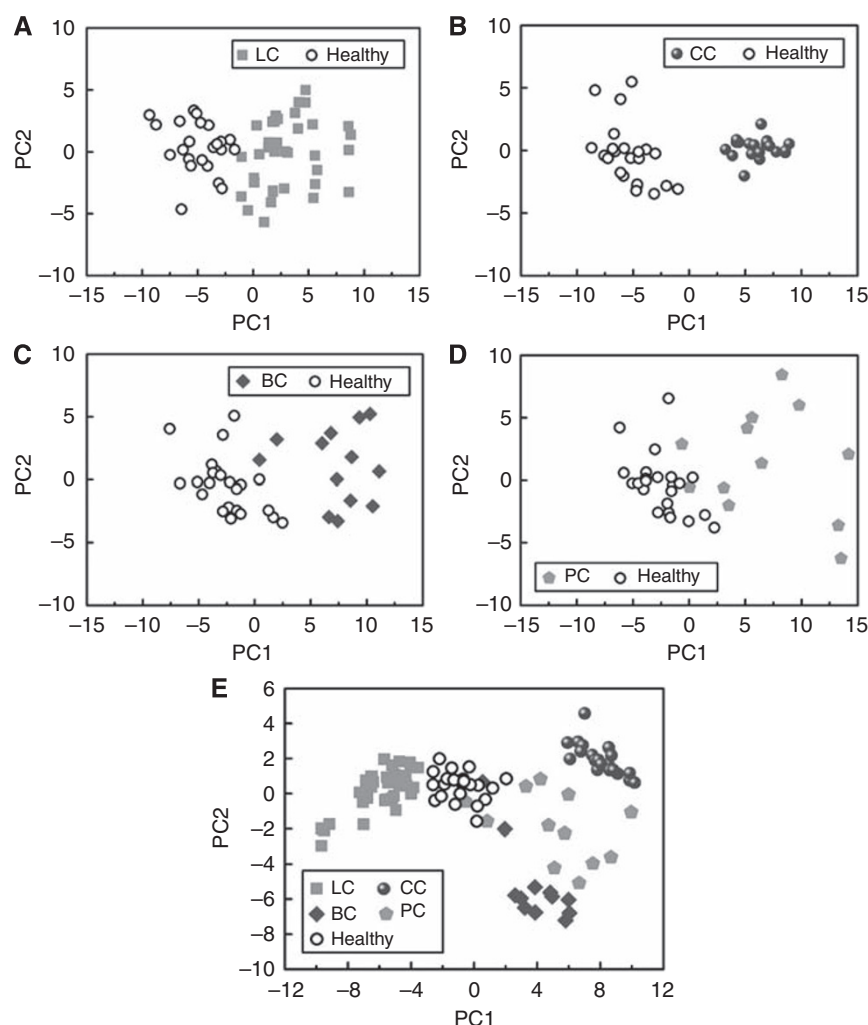 A
LC Healthy
10
5
0
−5
−10
PC2
−15 −10 −5 0 5 10 15
PC1
B
CC Healthy
10
5
0
−5
−10
PC2
−15 −10 −5 0 5 10 15
PC1
C
BC Healthy
10
5
0
−5
−10
PC2
−15 −10 −5 0 5 10 15
PC1
D
10
5
0
−5
−10
PC2
PC Healthy
−15 −10 −5 0 5 10 15
PC1
E
6
4
2
0
−2
−4
−6
−8
−10
PC2
LC CC
BC PC
Healthy
−12 −8 −4 0 4 8 12
PC1